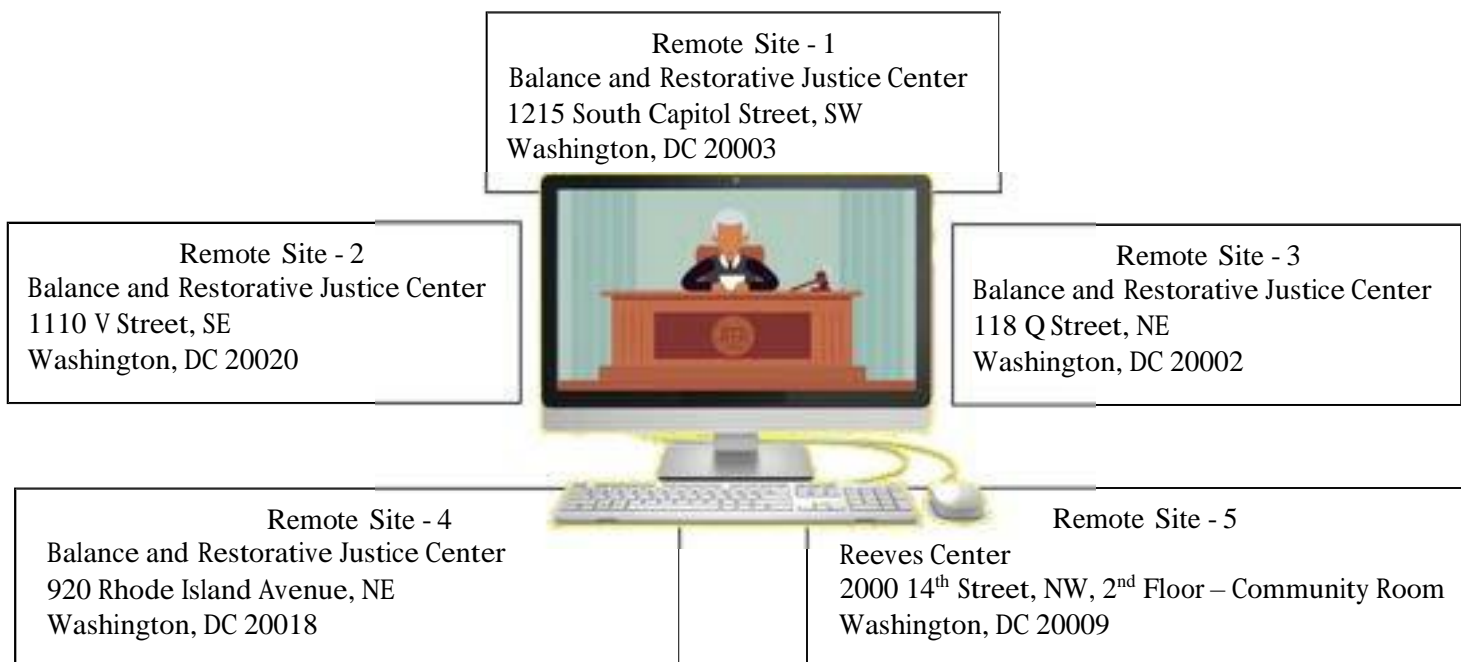 Remote Site - 1
Balance and Restorative Justice Center
1215 South Capitol Street, SW
Washington, DC 20003
Remote Site - 2
Balance and Restorative Justice Center
1110 V Street, SE
Washington, DC 20020
Remote Site - 3
Balance and Restorative Justice Center
118 Q Street, NE
Washington, DC 20002
Remote Site - 4
Balance and Restorative Justice Center
920 Rhode Island Avenue, NE
Washington, DC 20018
Remote Site - 5
Reeves Center
2000 14th Street, NW, 2nd Floor – Community Room
Washington, DC 20009